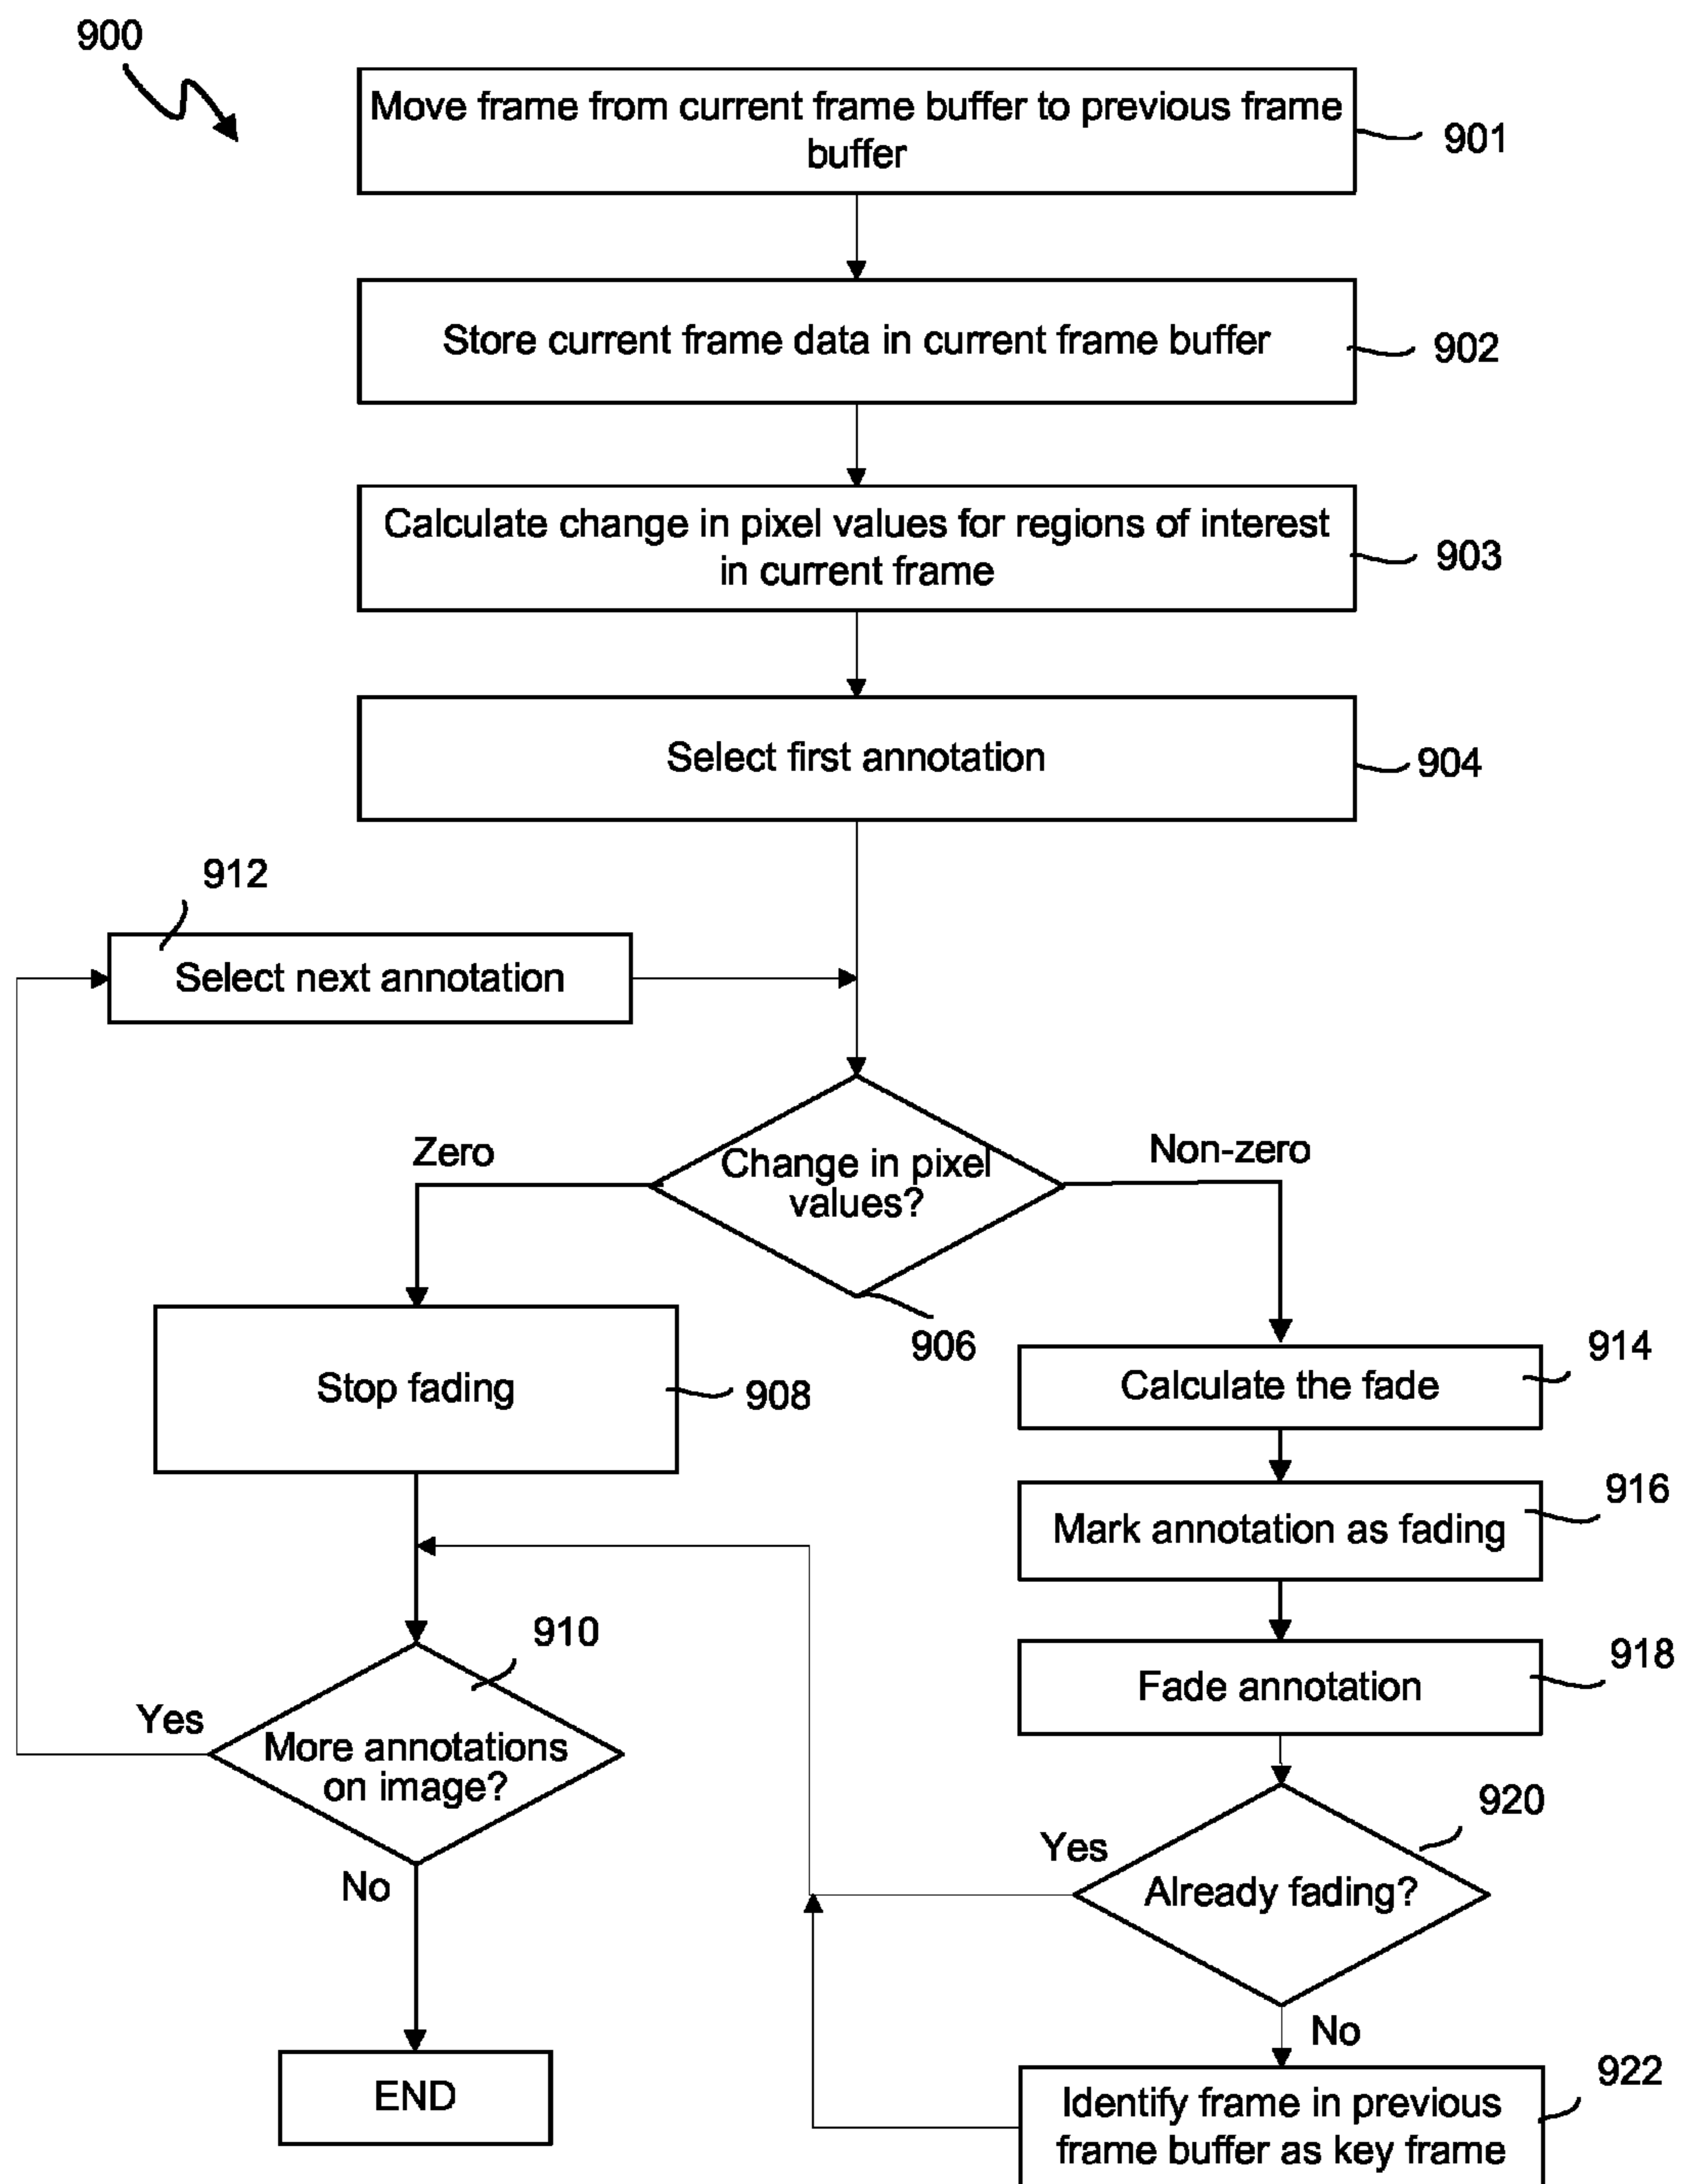 900
Move frame from current frame buffer to previous frame
buffer
901
Store current frame data in current frame buffer
902
Calculate change in pixel values for regions of interest
in current frame
903
Select first annotation
904
912
Select next annotation
Zero
Change in pixel
values?
Non-zero
906
Stop fading
908
914
Calculate the fade
916
Mark annotation as fading
910
918
Fade annotation
Yes
More annotations
on image?
920
Yes
Already fading?
No
No
922
END
Identify frame in previous
frame buffer as key frame